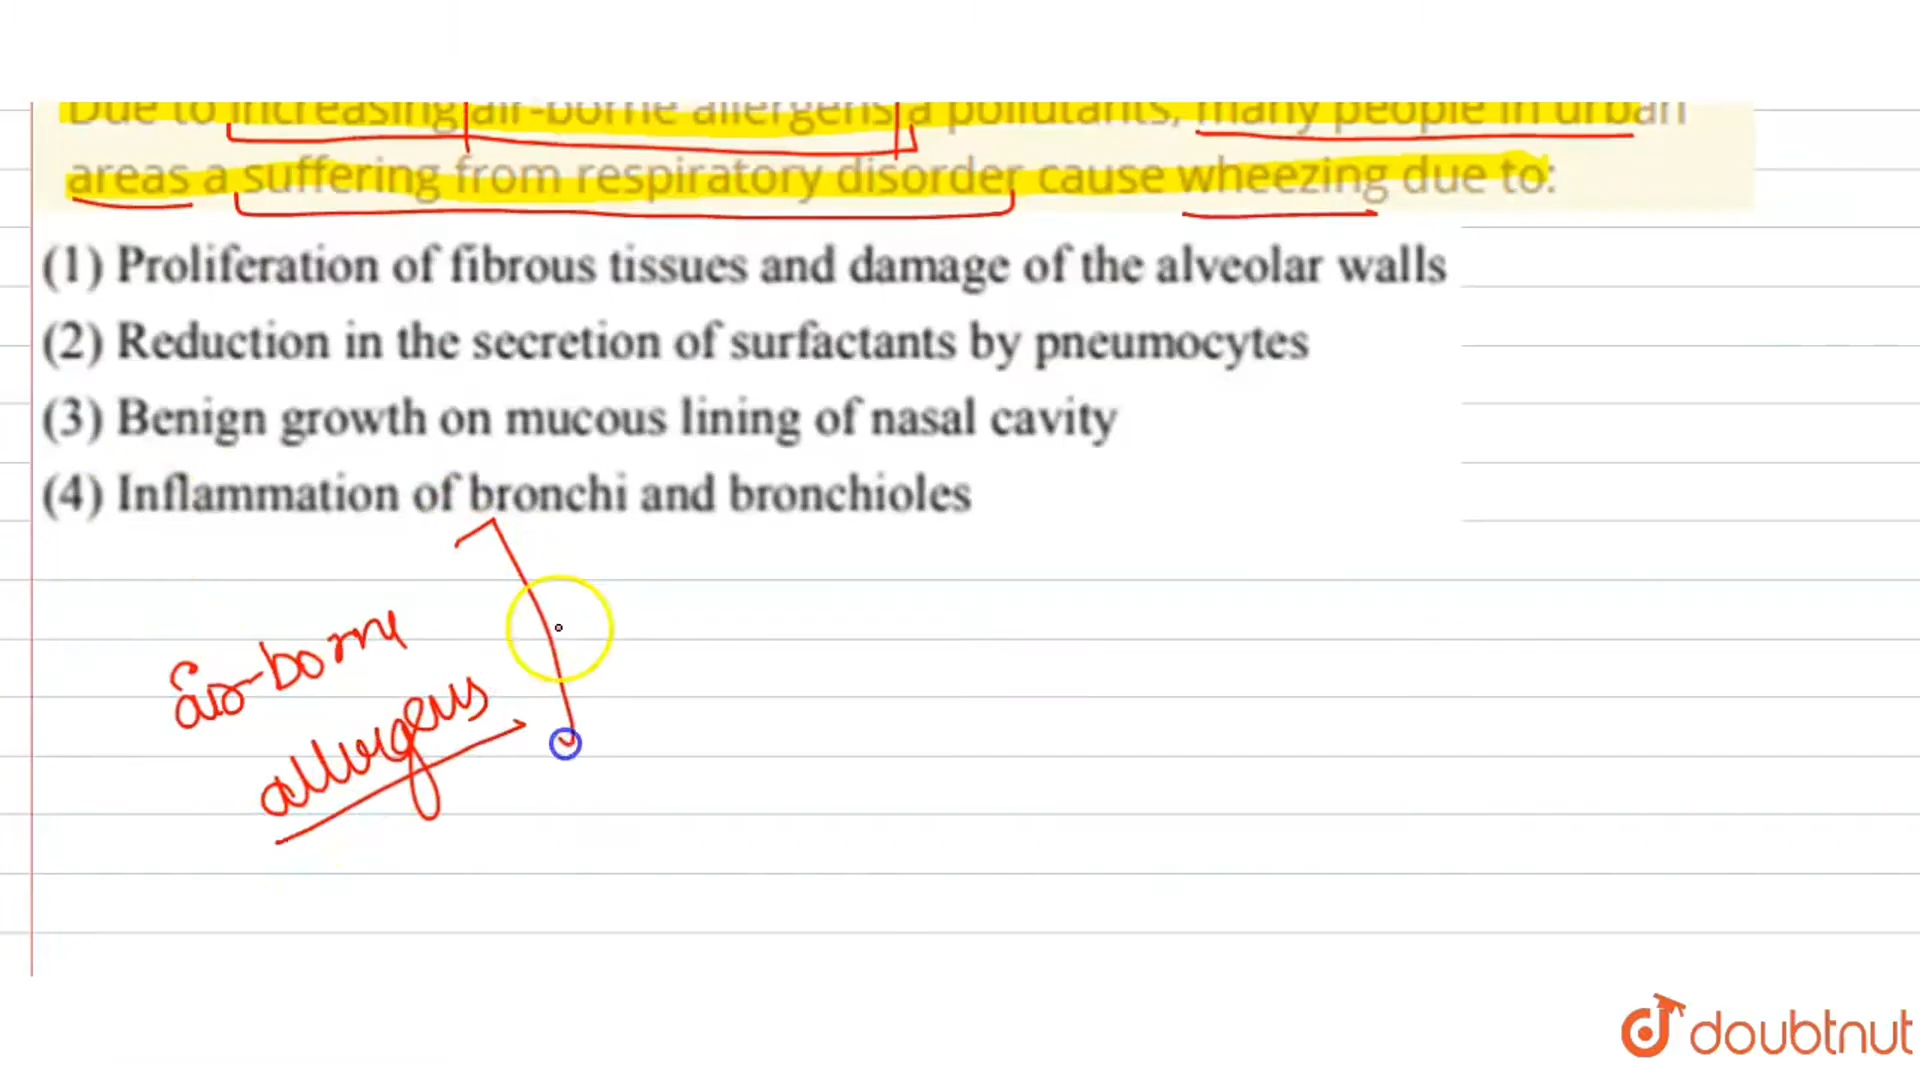 Due to increasing air-borne allergens a pollutants, many people in urban
areas a suffering from respiratory disorder cause wheezing due to:
(1) Proliferation of fibrous tissues and damage of the alveolar walls
(2) Reduction in the secretion of surfactants by pneumocytes
(3) Benign growth on mucous lining of nasal cavity
(4) Inflammation of bronchi and bronchioles
air-borne
allergens
doubtnut